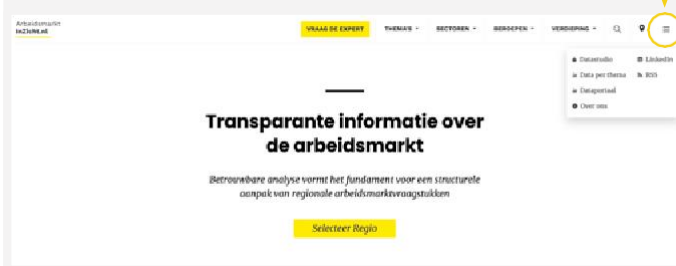 Arbeidsmarkt
InZicht.nl
VRAAG DE EXPERT THEMA'S SECTOREN BEROEPEN VERDIEPING
Datastudio LinkedIn
Data per thema RSS
Dataportaal
Over ons
Transparante informatie over
de arbeidsmarkt
Betrouwbare analyse vormt het fundament voor een structurele
aanpak van regionale arbeidsmarktvraagstukken
Selecteer Regio